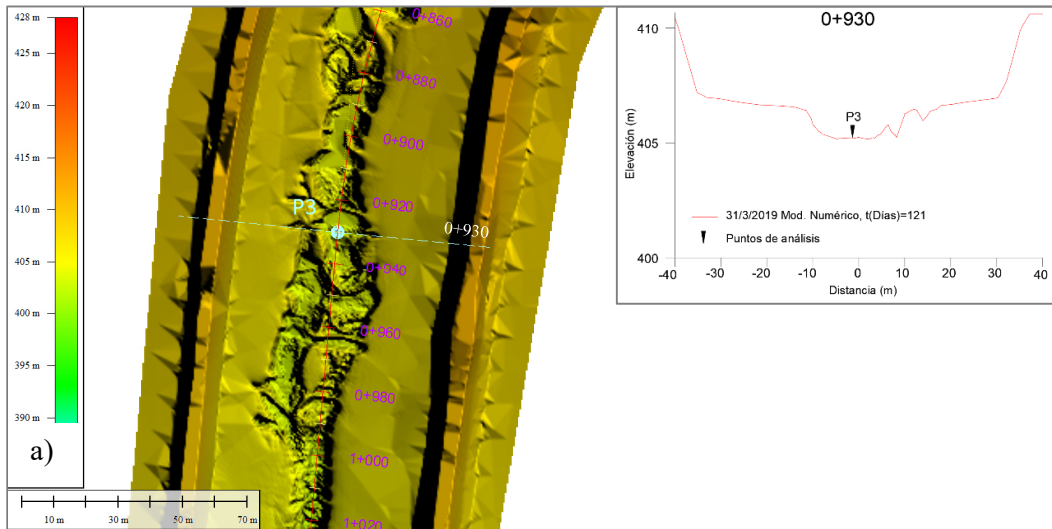 428 m
420 m
415 m
410 m
405 m
400 m
395 m
390 m
a)
10 m 30 m 50 m 70 m
0+860
0+880
0+900
0+920
P3
0+930
0+940
0+960
0+980
1+000
1+020
0+930
Elevación (m)
410
405
400
P3
31/3/2019 Mod. Numérico, t(Días)=121
Puntos de análisis
-40 -30 -20 -10 0 10 20 30 40
Distancia (m)